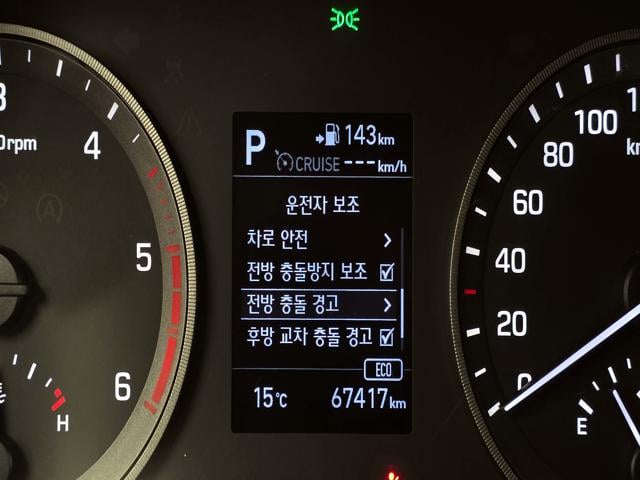 P 143km
CRUISE ---km/h
운전자 보조
차로 안전
전방 충돌방지 보조
전방 충돌 경고
후방 교차 충돌 경고
ECO
15℃ 67417km
3
4
5
6
H
0
20
40
60
80
100
E